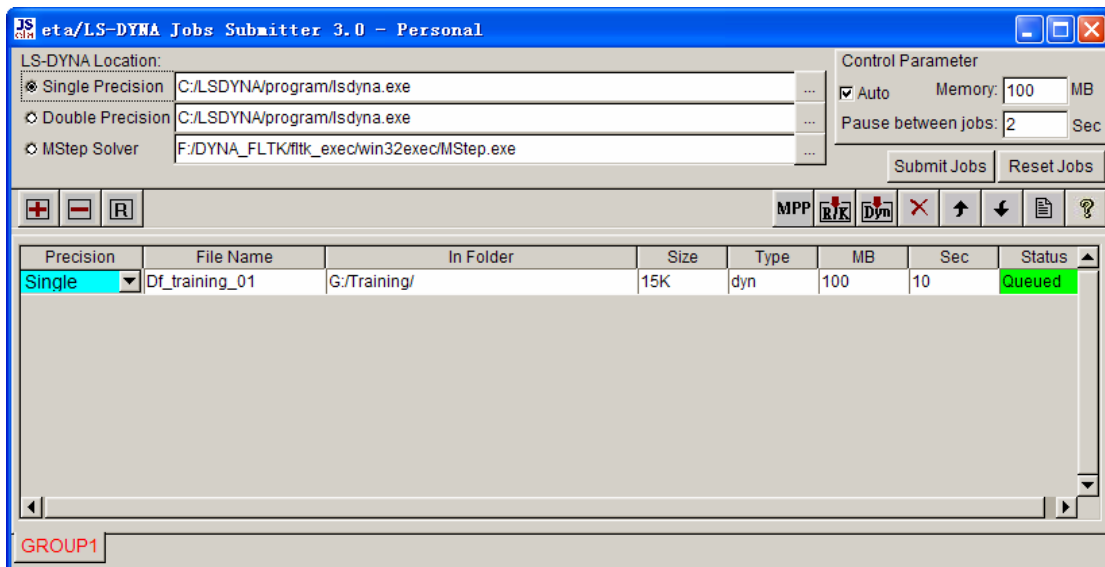 eta/LS-DYNA Jobs Submitter 3.0 - Personal
LS-DYNA Location:
Single Precision C:/LSDYNA/program/lsdyna.exe ...
Double Precision C:/LSDYNA/program/lsdyna.exe ...
MStep Solver F:/DYNA_FLTK/fltk_exec/win32exec/MStep.exe ...
Control Parameter
Auto Memory: 100 MB
Pause between jobs: 2 Sec
Submit Jobs Reset Jobs
R MPP R/K Dyn ?
Precision File Name In Folder Size Type MB Sec Status
Single Df_training_01 G:/Training/ 15K dyn 100 10 Queued
GROUP1